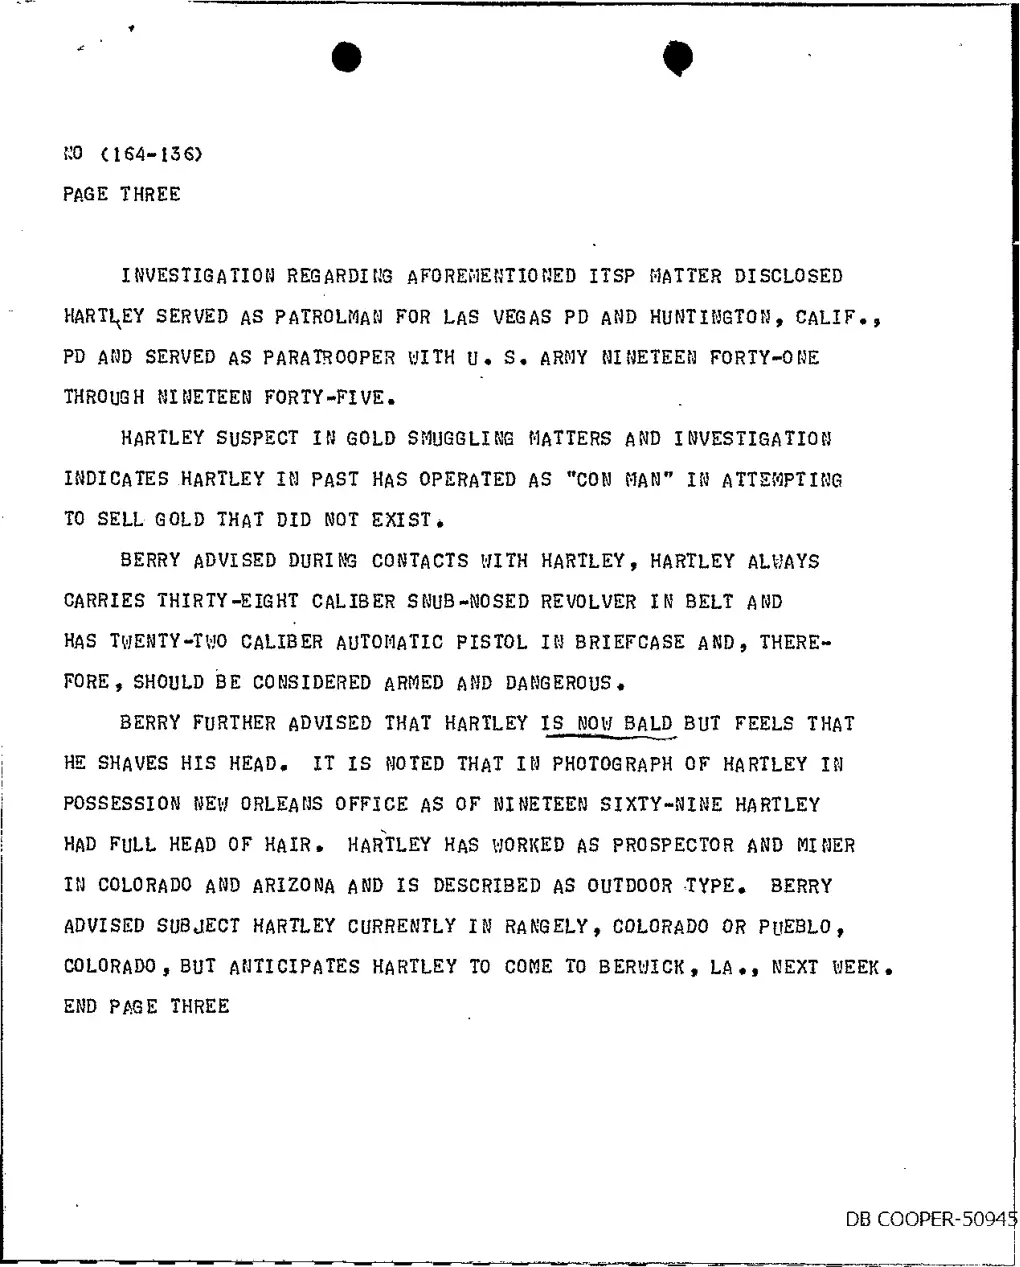 NO (164-136)
PAGE THREE
INVESTIGATION REGARDING AFOREMENTIONED ITSP MATTER DISCLOSED
HARTLEY SERVED AS PATROLMAN FOR LAS VEGAS PD AND HUNTINGTON, CALIF.,
PD AND SERVED AS PARATROOPER WITH U. S. ARMY NINETEEN FORTY-ONE
THROUGH NINETEEN FORTY-FIVE.
HARTLEY SUSPECT IN GOLD SMUGGLING MATTERS AND INVESTIGATION
INDICATES HARTLEY IN PAST HAS OPERATED AS "CON MAN" IN ATTEMPTING
TO SELL GOLD THAT DID NOT EXIST.
BERRY ADVISED DURING CONTACTS WITH HARTLEY, HARTLEY ALWAYS
CARRIES THIRTY-EIGHT CALIBER SNUB-NOSED REVOLVER IN BELT AND
HAS TWENTY-TWO CALIBER AUTOMATIC PISTOL IN BRIEFCASE AND, THERE-
FORE, SHOULD BE CONSIDERED ARMED AND DANGEROUS.
BERRY FURTHER ADVISED THAT HARTLEY IS NOW BALD BUT FEELS THAT
HE SHAVES HIS HEAD. IT IS NOTED THAT IN PHOTOGRAPH OF HARTLEY IN
POSSESSION NEW ORLEANS OFFICE AS OF NINETEEN SIXTY-NINE HARTLEY
HAD FULL HEAD OF HAIR. HARTLEY HAS WORKED AS PROSPECTOR AND MINER
IN COLORADO AND ARIZONA AND IS DESCRIBED AS OUTDOOR TYPE. BERRY
ADVISED SUBJECT HARTLEY CURRENTLY IN RANGELY, COLORADO OR PUEBLO,
COLORADO, BUT ANTICIPATES HARTLEY TO COME TO BERWICK, LA., NEXT WEEK.
END PAGE THREE
DB COOPER-50945